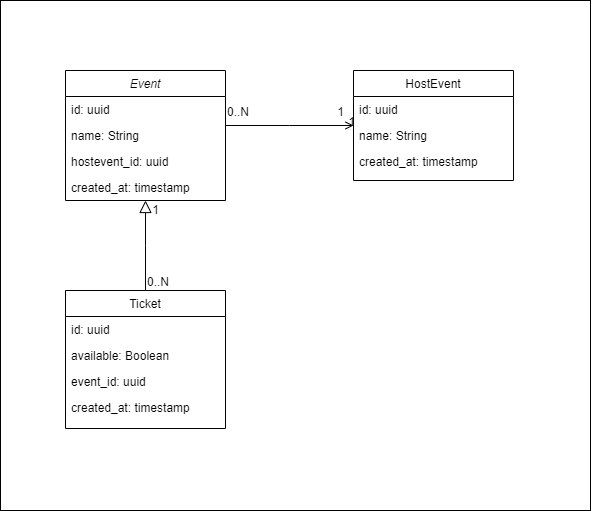 Event
id: uuid
name: String
hostevent_id: uuid
created_at: timestamp
0..N
1
1
HostEvent
id: uuid
name: String
created_at: timestamp
1
0..N
Ticket
id: uuid
available: Boolean
event_id: uuid
created_at: timestamp